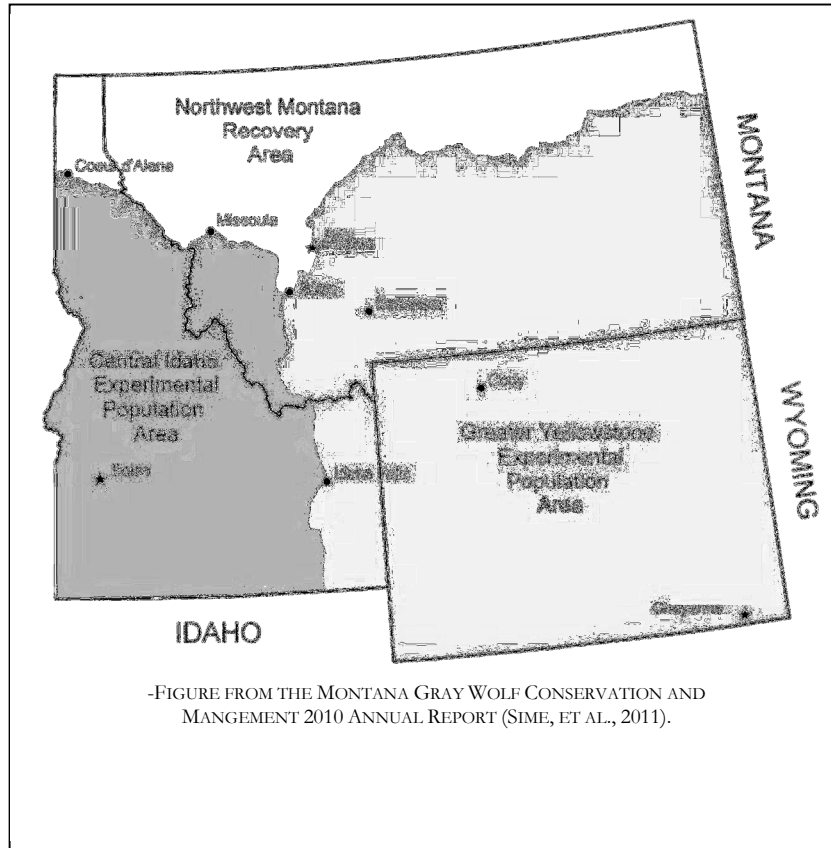 Northwest Montana
Recovery
Area
Coeur d'Alene
Missoula
MONTANA
Central Idaho
Experimental
Population
Area
Boise
Idaho Falls
Cody
Greater Yellowstone
Experimental
Population
Area
WYOMING
Cheyenne
IDAHO
-FIGURE FROM THE MONTANA GRAY WOLF CONSERVATION AND
MANGEMENT 2010 ANNUAL REPORT (SIME, ET AL., 2011).